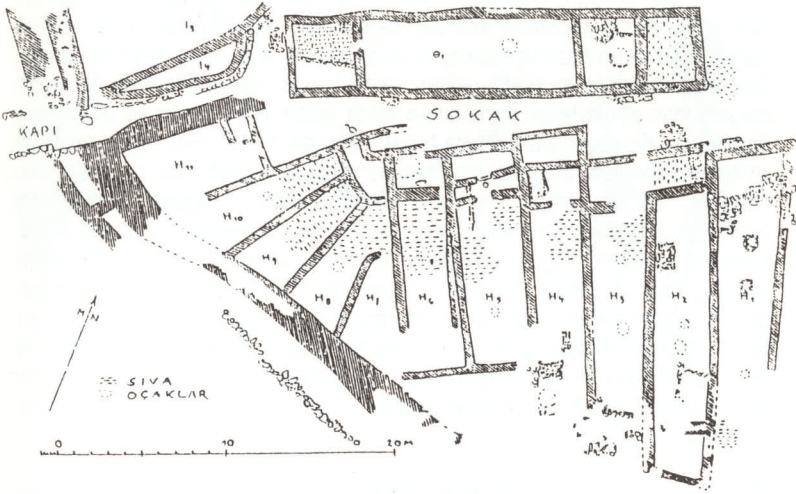 I₃
I₄
KAPI
SOKAK
H₁₁
H₁₀
H₉
H₈
H₇
H₆
H₅
H₄
H₃
H₂
H₁
N
SIVA
OCAKLAR
0
10
20 M